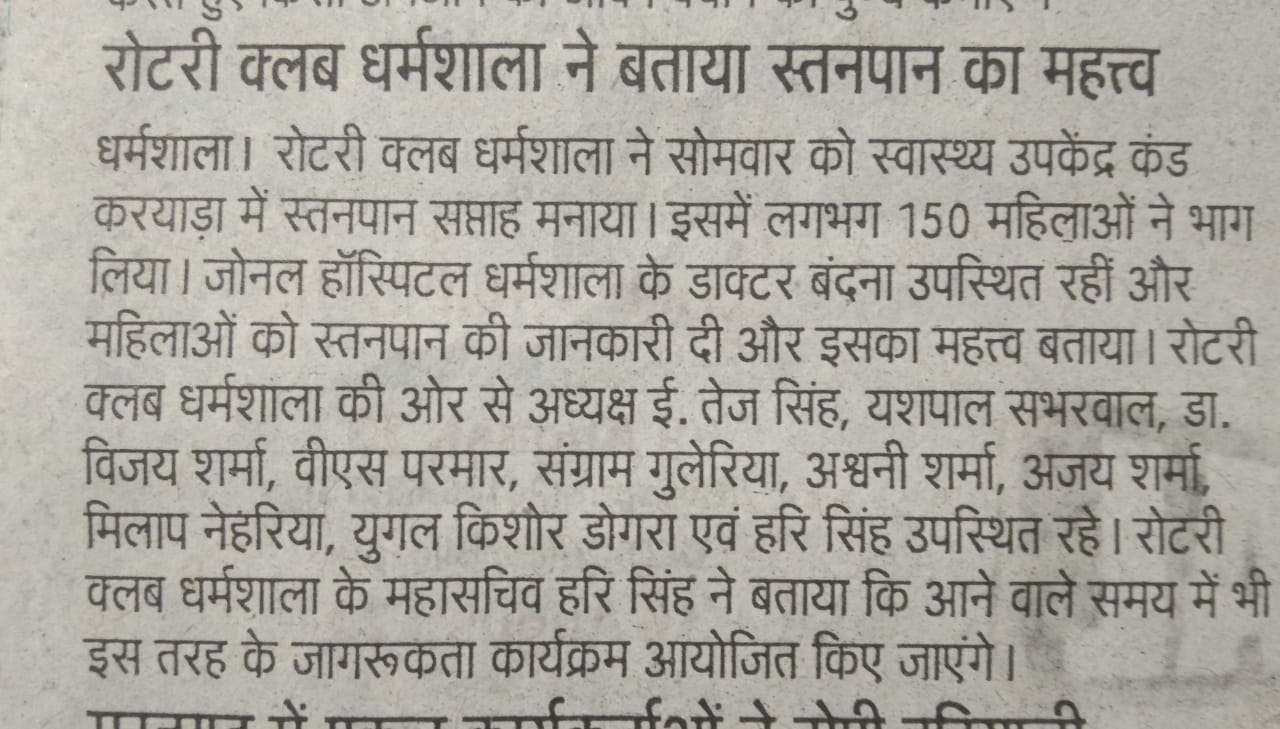 रोटरी क्लब धर्मशाला ने बताया स्तनपान का महत्त्व
धर्मशाला। रोटरी क्लब धर्मशाला ने सोमवार को स्वास्थ्य उपकेंद्र कंड
करयाड़ा में स्तनपान सप्ताह मनाया। इसमें लगभग 150 महिलाओं ने भाग
लिया। जोनल हॉस्पिटल धर्मशाला के डाक्टर बंदना उपस्थित रहीं और
महिलाओं को स्तनपान की जानकारी दी और इसका महत्त्व बताया। रोटरी
क्लब धर्मशाला की ओर से अध्यक्ष ई. तेज सिंह, यशपाल सभरवाल, डा.
विजय शर्मा, वीएस परमार, संग्राम गुलेरिया, अश्वनी शर्मा, अजय शर्मा,
मिलाप नेहरिया, युगल किशोर डोगरा एवं हरि सिंह उपस्थित रहे। रोटरी
क्लब धर्मशाला के महासचिव हरि सिंह ने बताया कि आने वाले समय में भी
इस तरह के जागरूकता कार्यक्रम आयोजित किए जाएंगे।